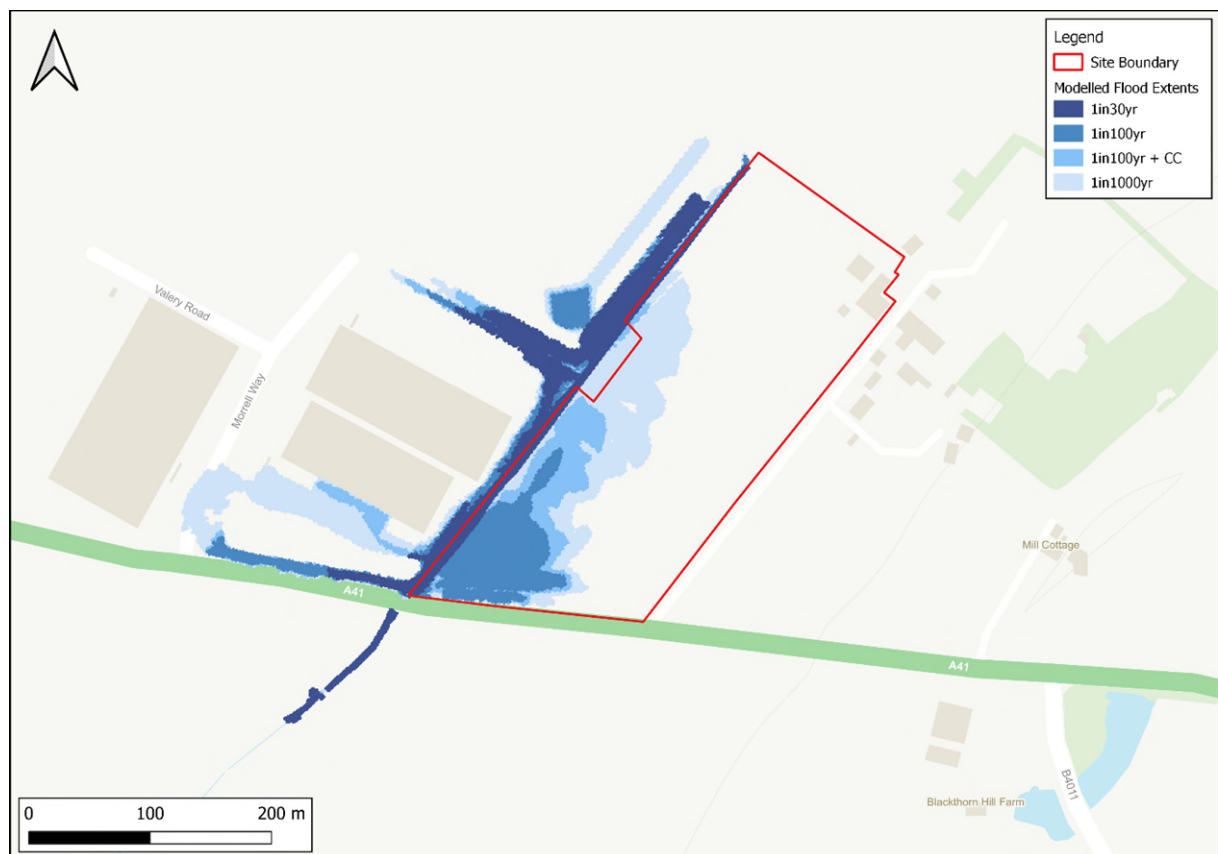 Legend
Site Boundary
Modelled Flood Extents
1in30yr
1in100yr
1in100yr + CC
1in1000yr
Valery Road
Morrell Way
Mill Cottage
A41
A41
B4011
Blackthorn Hill Farm
0 100 200 m